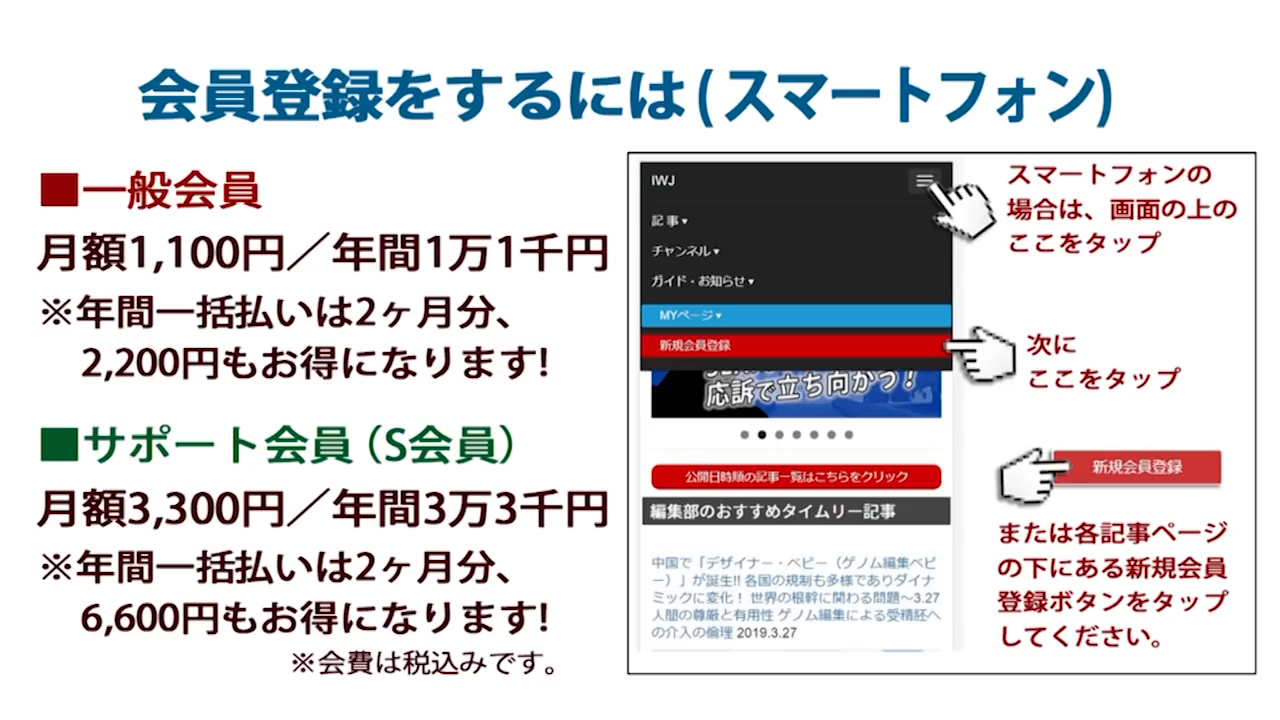 会員登録をするには(スマートフォン)
■一般会員
月額1,100円／年間1万1千円
※年間一括払いは2ヶ月分、
2,200円もお得になります!
■サポート会員（S会員）
月額3,300円／年間3万3千円
※年間一括払いは2ヶ月分、
6,600円もお得になります!
※会費は税込みです。
IWJ
記事▾
チャンネル▾
ガイド・お知らせ▾
MYページ▾
新規会員登録
応訴で立ち向かう！
公開日時順の記事一覧はこちらをクリック
編集部のおすすめタイムリー記事
中国で「デザイナー・ベビー（ゲノム編集ベビ
ー）」が誕生!! 各国の規制も多様でありダイナ
ミックに変化！ 世界の根幹に関わる問題～3.27
人間の尊厳と有用性 ゲノム編集による受精胚へ
の介入の倫理 2019.3.27
スマートフォンの
場合は、画面の上の
ここをタップ
次に
ここをタップ
新規会員登録
または各記事ページ
の下にある新規会員
登録ボタンをタップ
してください。